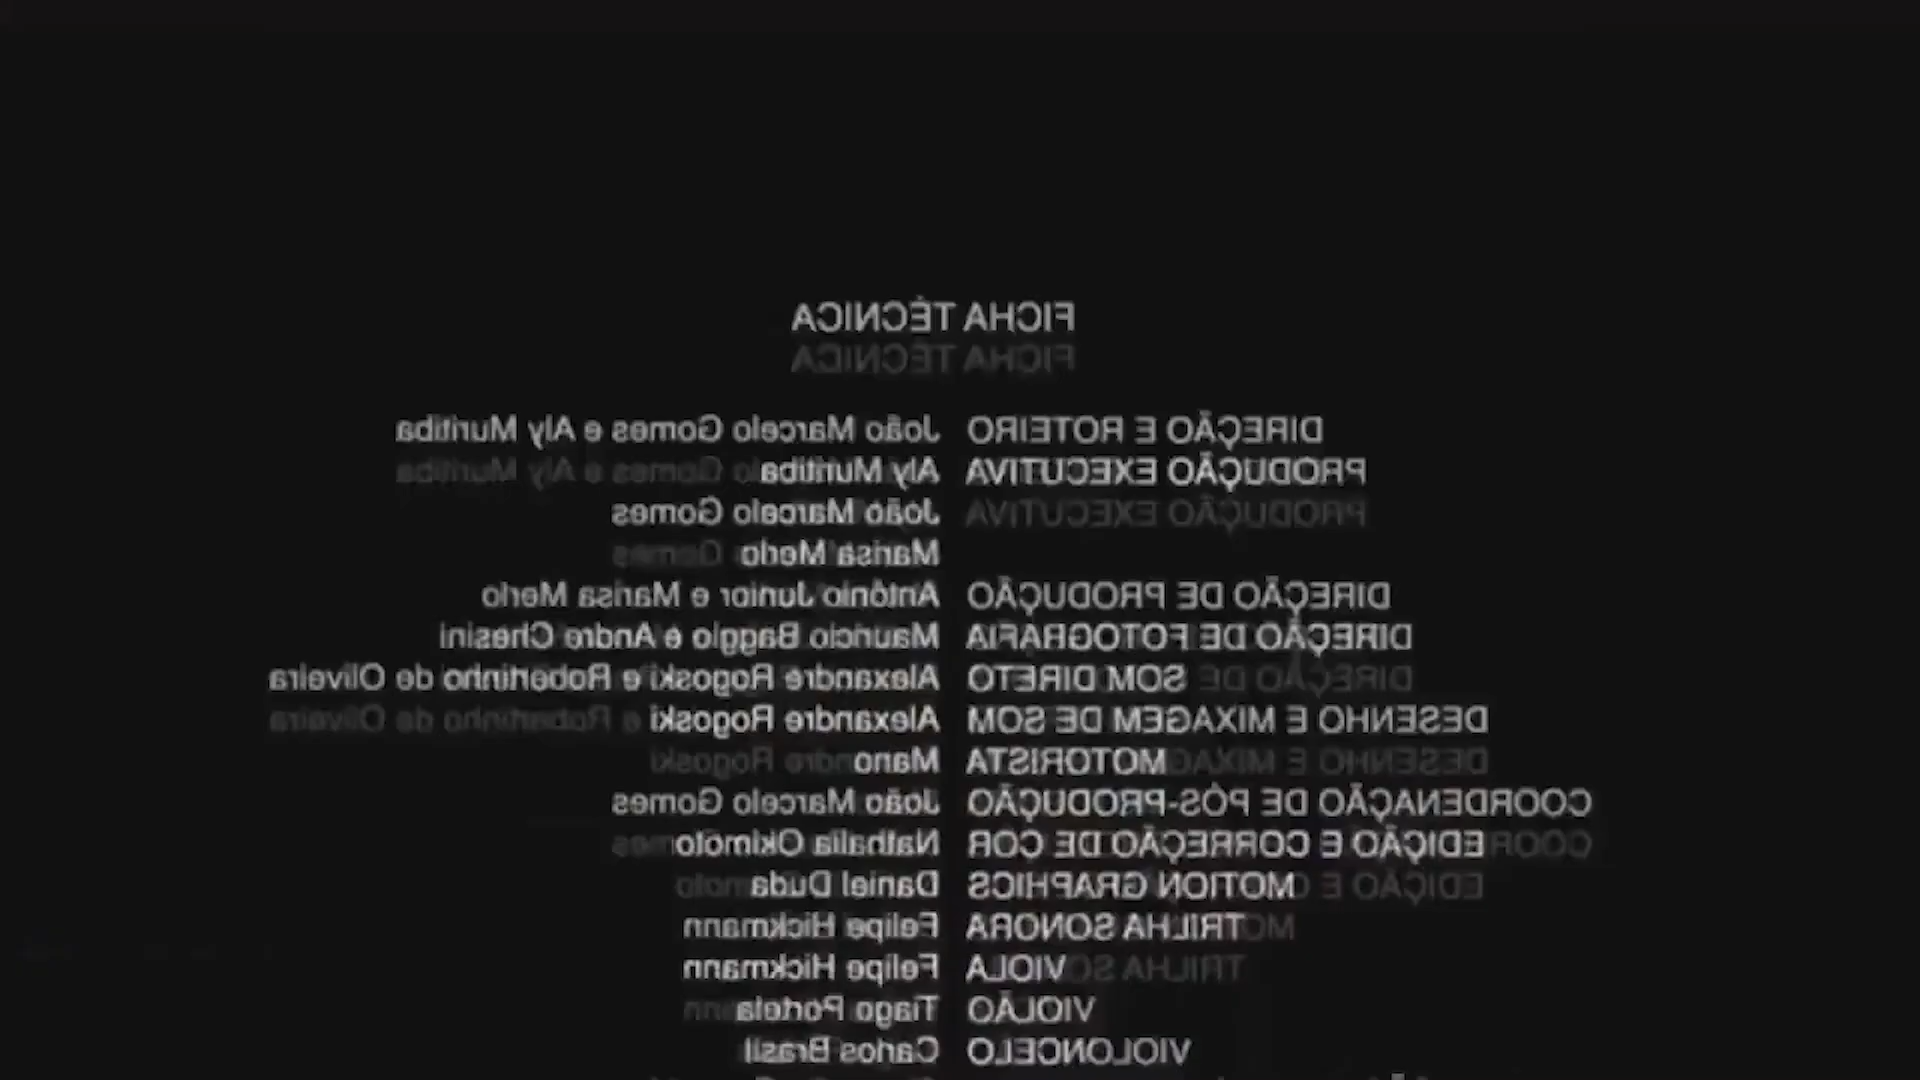 FICHA TÉCNICA
DIREÇÃO E ROTEIRO João Marcelo Gomes e Aly Muritiba
PRODUÇÃO EXECUTIVA Aly Muritiba
João Marcelo Gomes
Marisa Merlo
DIREÇÃO DE PRODUÇÃO Antônio Junior e Marisa Merlo
DIREÇÃO DE FOTOGRAFIA Mauricio Baggio e Andre Chesini
SOM DIRETO Alexandre Rogoski e Robertinho de Oliveira
DESENHO E MIXAGEM DE SOM Alexandre Rogoski
MOTORISTA Mano
COORDENAÇÃO DE PÓS-PRODUÇÃO João Marcelo Gomes
EDIÇÃO E CORREÇÃO DE COR Nathalia Okimoto
MOTION GRAPHICS Daniel Duda
TRILHA SONORA Felipe Hickmann
VIOLA Felipe Hickmann
VIOLÃO Tiago Portela
VIOLONCELO Carlos Brasil